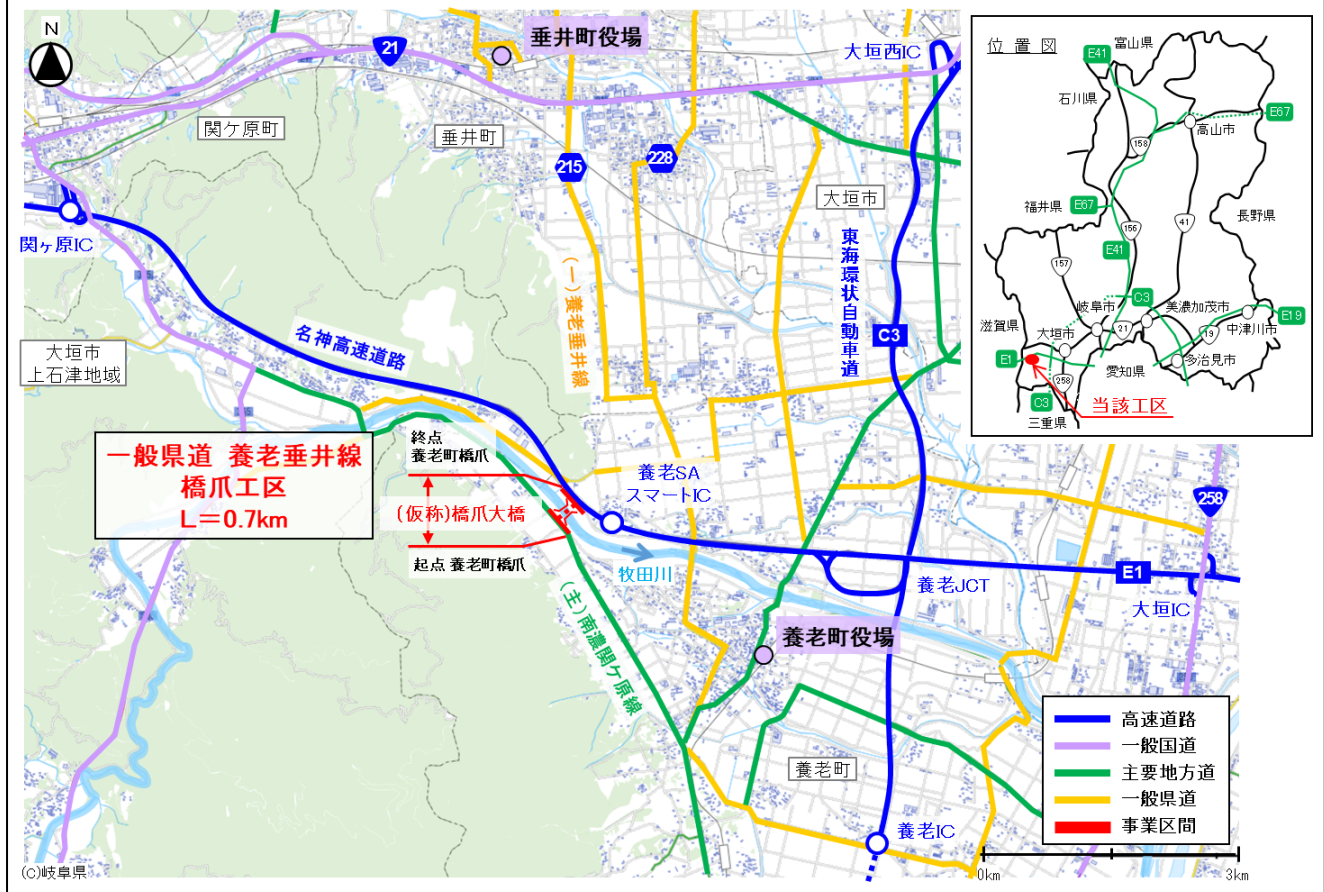 N
21
垂井町役場
大垣西IC
関ケ原町
垂井町
215
228
大垣市
関ヶ原IC
(一)養老垂井線
東海環状自動車道
C3
名神高速道路
大垣市
上石津地域
一般県道 養老垂井線
橋爪工区
L=0.7km
終点
養老町橋爪
(仮称)橋爪大橋
起点 養老町橋爪
養老SA
スマートIC
258
牧田川
養老JCT
E1
大垣IC
(主)南濃関ケ原線
養老町役場
養老町
養老IC
高速道路
一般国道
主要地方道
一般県道
事業区間
0km
3km
(C)岐阜県
位置図
富山県
E41
石川県
E67
高山市
158
福井県
E67
長野県
156
41
E41
157
岐阜市
C3
美濃加茂市
滋賀県
大垣市
21
19
中津川市
E19
E1
多治見市
愛知県
258
C3
当該工区
三重県